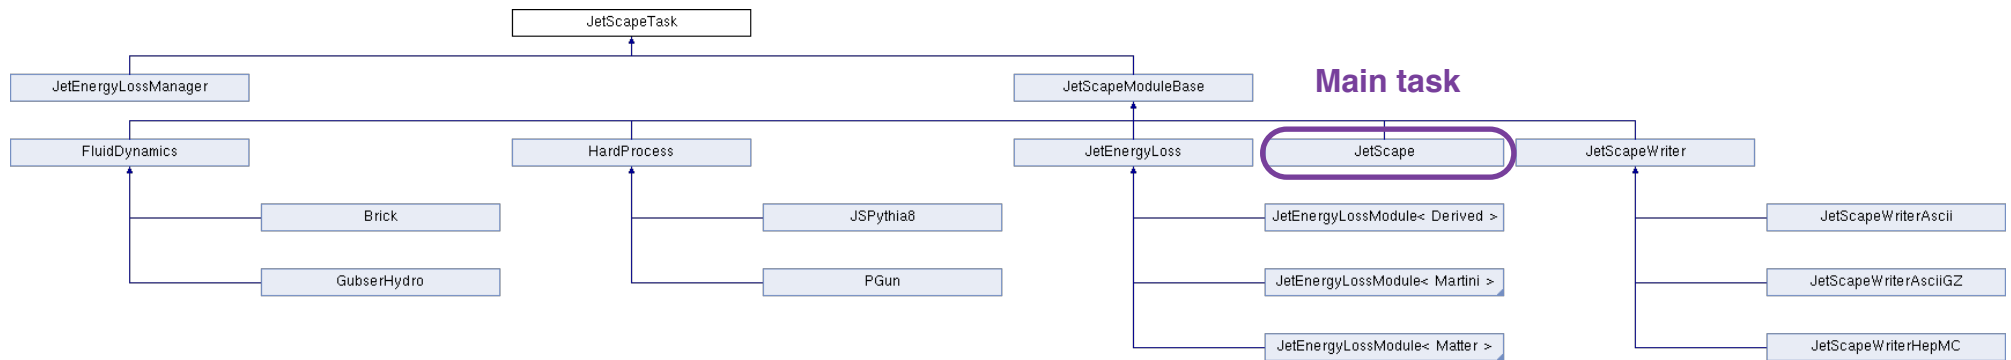 JetScapeTask
JetEnergyLossManager JetScapeModuleBase Main task
FluidDynamics HardProcess JetEnergyLoss JetScape JetScapeWriter
Brick JSPythia8 JetEnergyLossModule< Derived > JetScapeWriterAscii
GubserHydro PGun JetEnergyLossModule< Martini > JetScapeWriterAsciiGZ
JetEnergyLossModule< Matter > JetScapeWriterHepMC